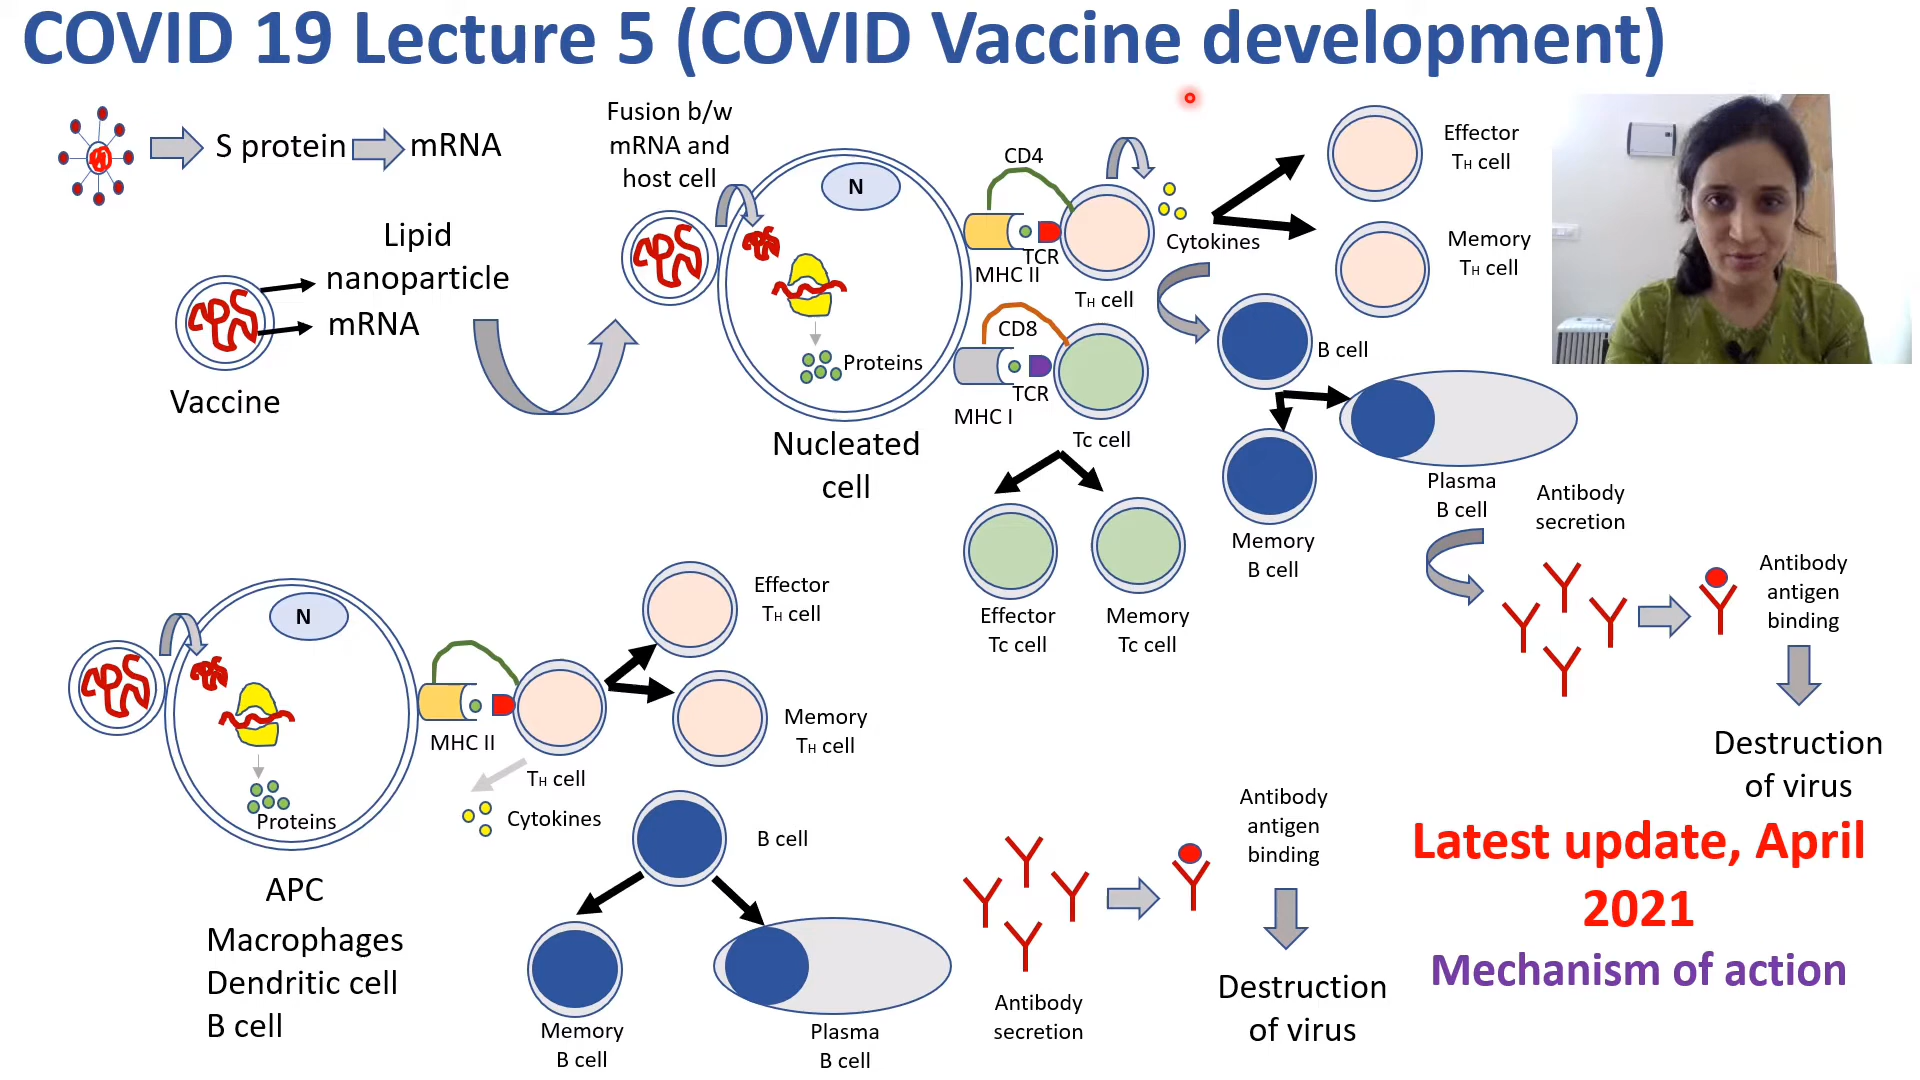 COVID 19 Lecture 5 (COVID Vaccine development)
S protein
mRNA
Lipid
nanoparticle
mRNA
Vaccine
Fusion b/w
mRNA and
host cell
N
Proteins
Nucleated
cell
CD4
TCR
MHC II
TH cell
Cytokines
CD8
TCR
MHC I
Tc cell
Effector
TH cell
Memory
TH cell
B cell
Plasma
B cell
Memory
B cell
Effector
Tc cell
Memory
Tc cell
Antibody
secretion
Antibody
antigen
binding
Destruction
of virus
N
Proteins
APC
Macrophages
Dendritic cell
B cell
MHC II
TH cell
Cytokines
Effector
TH cell
Memory
TH cell
B cell
Memory
B cell
Plasma
B cell
Antibody
secretion
Antibody
antigen
binding
Destruction
of virus
Latest update, April
2021
Mechanism of action